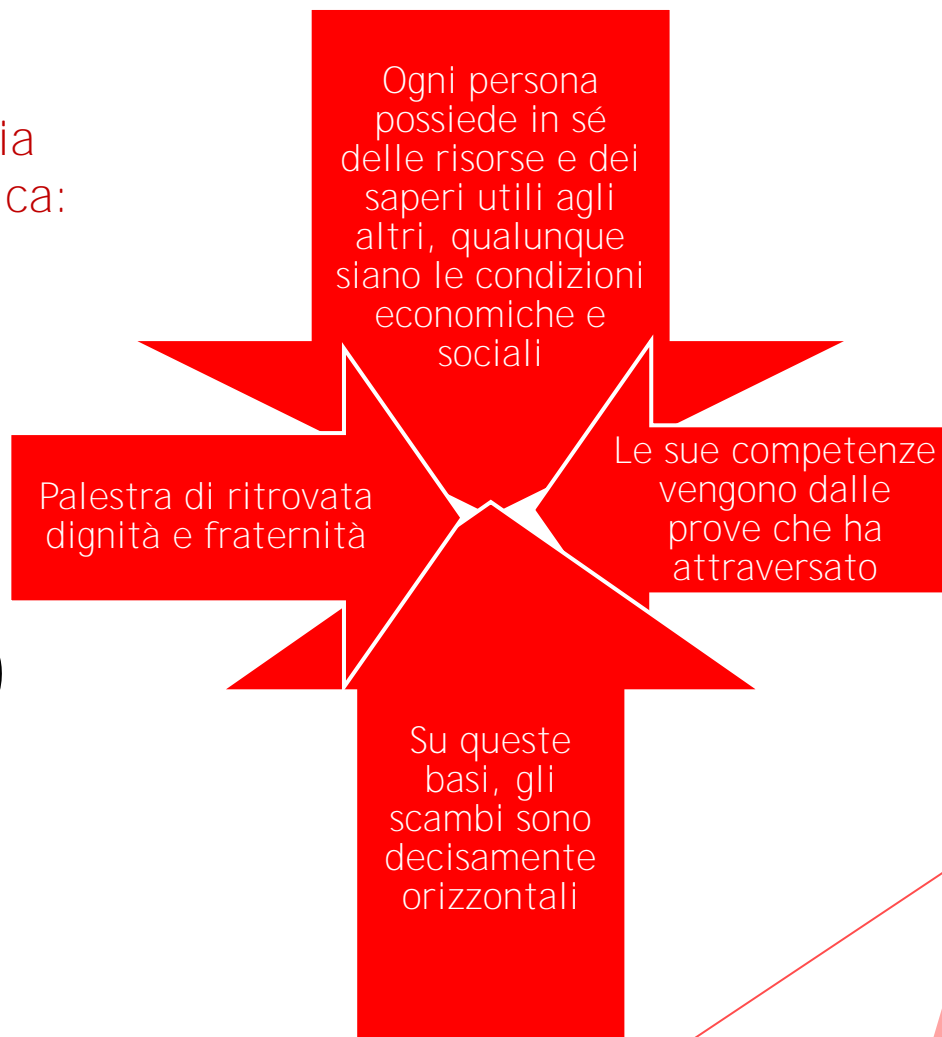 ia
ca:
Ogni persona
possiede in sé
delle risorse e dei
saperi utili agli
altri, qualunque
siano le condizioni
economiche e
sociali
Palestra di ritrovata
dignità e fraternità
Le sue competenze
vengono dalle
prove che ha
attraversato
)
Su queste
basi, gli
scambi sono
decisamente
orizzontali